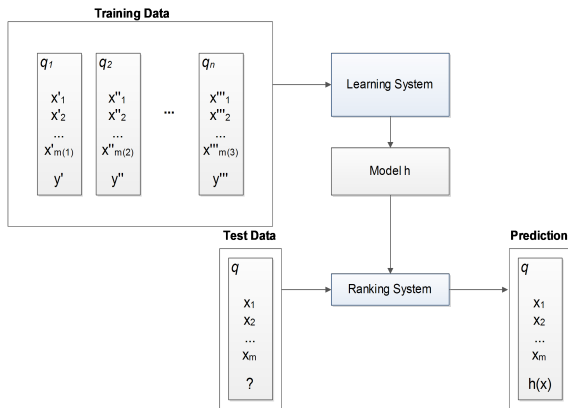 Training Data
q1
x'1
x'2
...
x'm(1)
y'
q2
x''1
x''2
...
x''m(2)
y''
...
qn
x'''1
x'''2
...
x'''m(3)
y'''
Learning System
Model h
Ranking System
Test Data
q
x1
x2
...
xm
?
Prediction
q
x1
x2
...
xm
h(x)